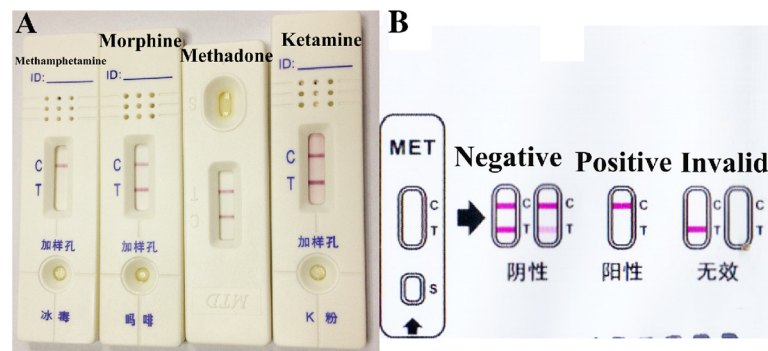 A
Methamphetamine
ID:
C
T
加样孔
冰毒
Morphine
ID:
C
T
加样孔
吗啡
Methadone
S
T
C
MTD
Ketamine
ID:
C
T
加样孔
K 粉
B
MET
C
T
S
Negative
C
T
C
T
阴性
Positive
C
T
阳性
Invalid
C
T
C
T
无效